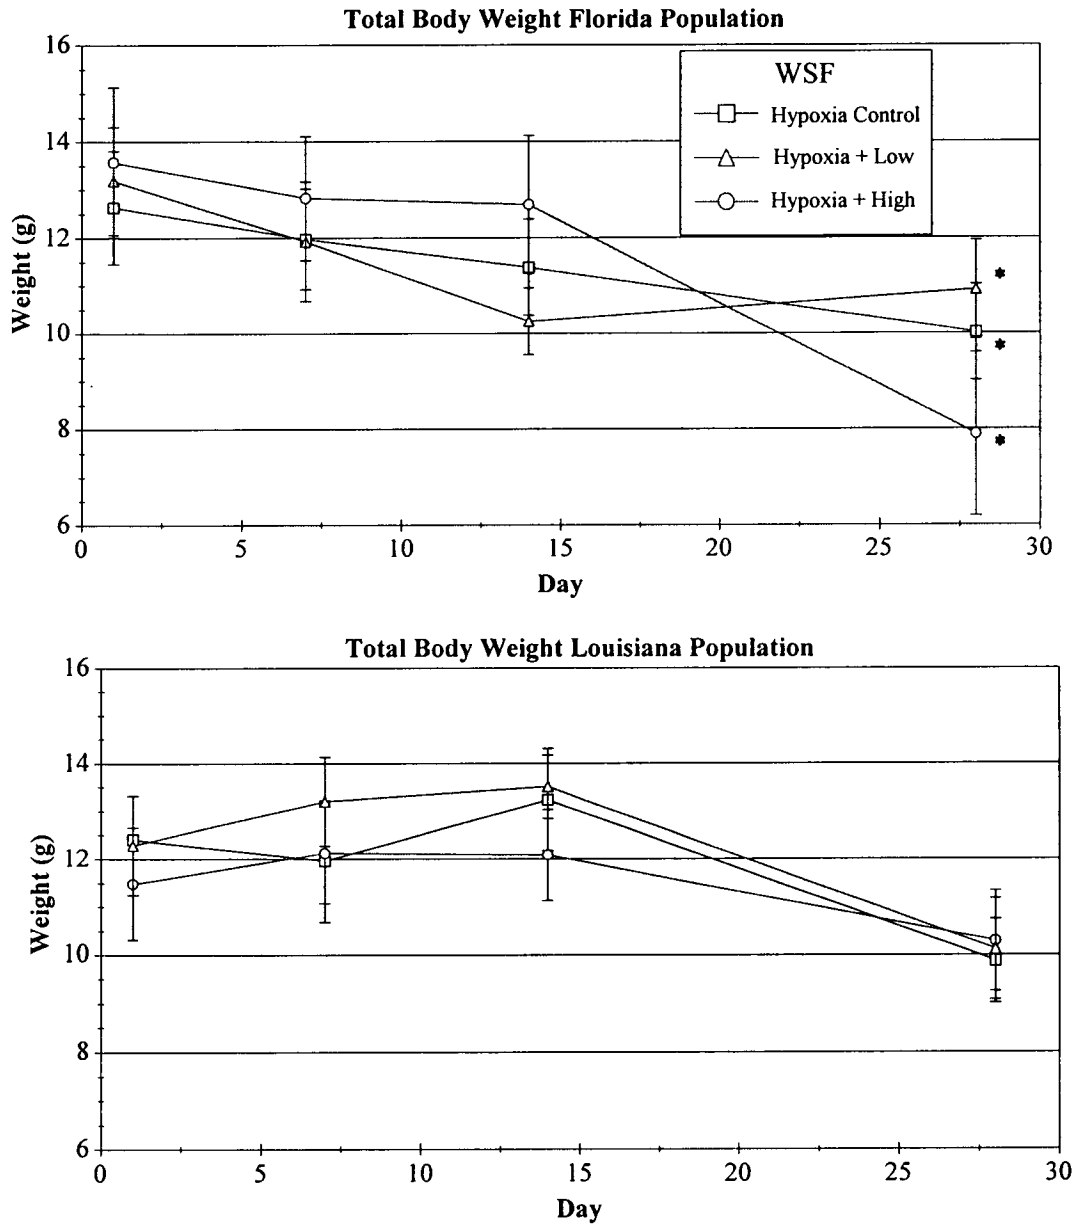 Total Body Weight Florida Population
16
14
12
10
8
6
Weight (g)
WSF
Hypoxia Control
Hypoxia + Low
Hypoxia + High
*
*
*
0 5 10 15 20 25 30
Day
Total Body Weight Louisiana Population
16
14
12
10
8
6
Weight (g)
0 5 10 15 20 25 30
Day